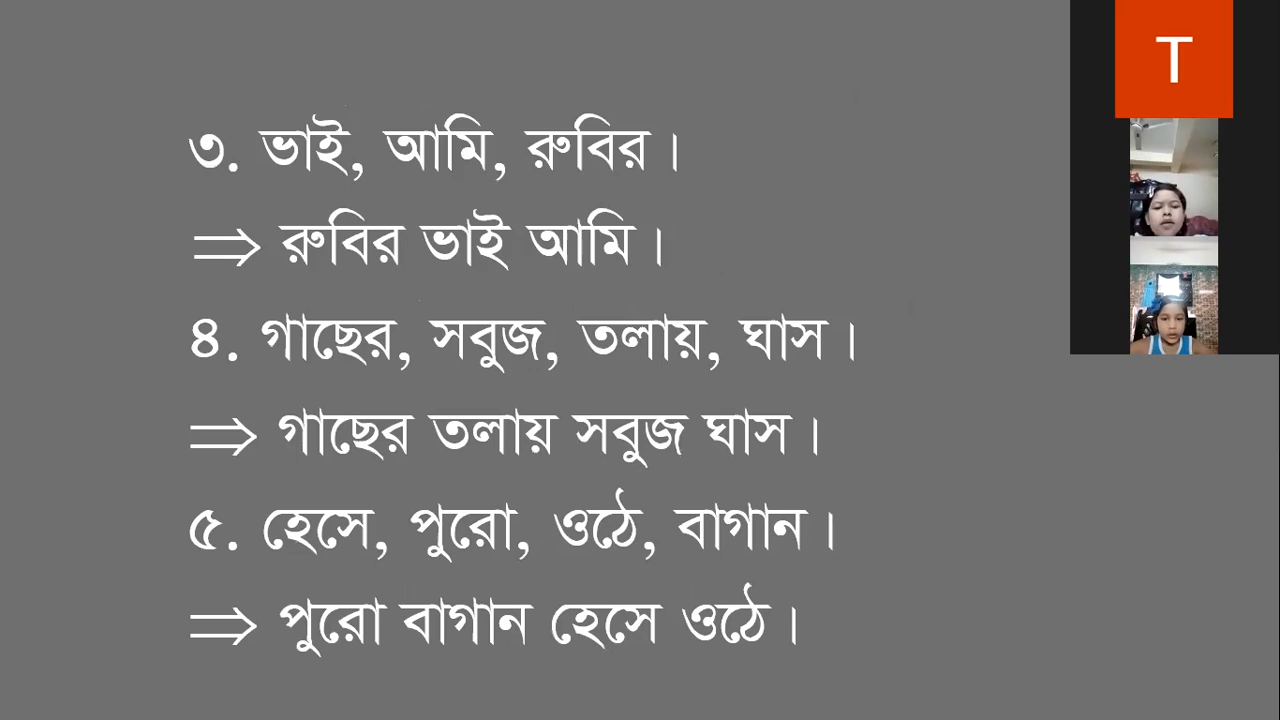 ৩. ভাই, আমি, রুবির।
⇒ রুবির ভাই আমি।
৪. গাছের, সবুজ, তলায়, ঘাস।
⇒ গাছের তলায় সবুজ ঘাস।
৫. হেসে, পুরো, ওঠে, বাগান।
⇒ পুরো বাগান হেসে ওঠে।
T